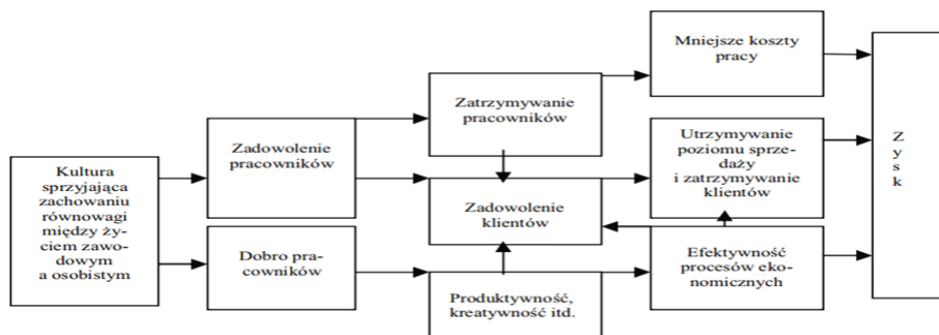 Kultura
sprzyjająca
zachowaniu
równowagi
między ży-
ciem zawo-
dowym
a osobistym
Zadowolenie
pracowników
Dobro pra-
cowników
Zatrzymywanie
pracowników
Zadowolenie
klientów
Produktywność,
kreatywność itd.
Mniejsze koszty
pracy
Utrzymywanie
poziomu sprze-
daży
i zatrzymywanie
klientów
Efektywność
procesów eko-
nomicznych
Z
y
s
k